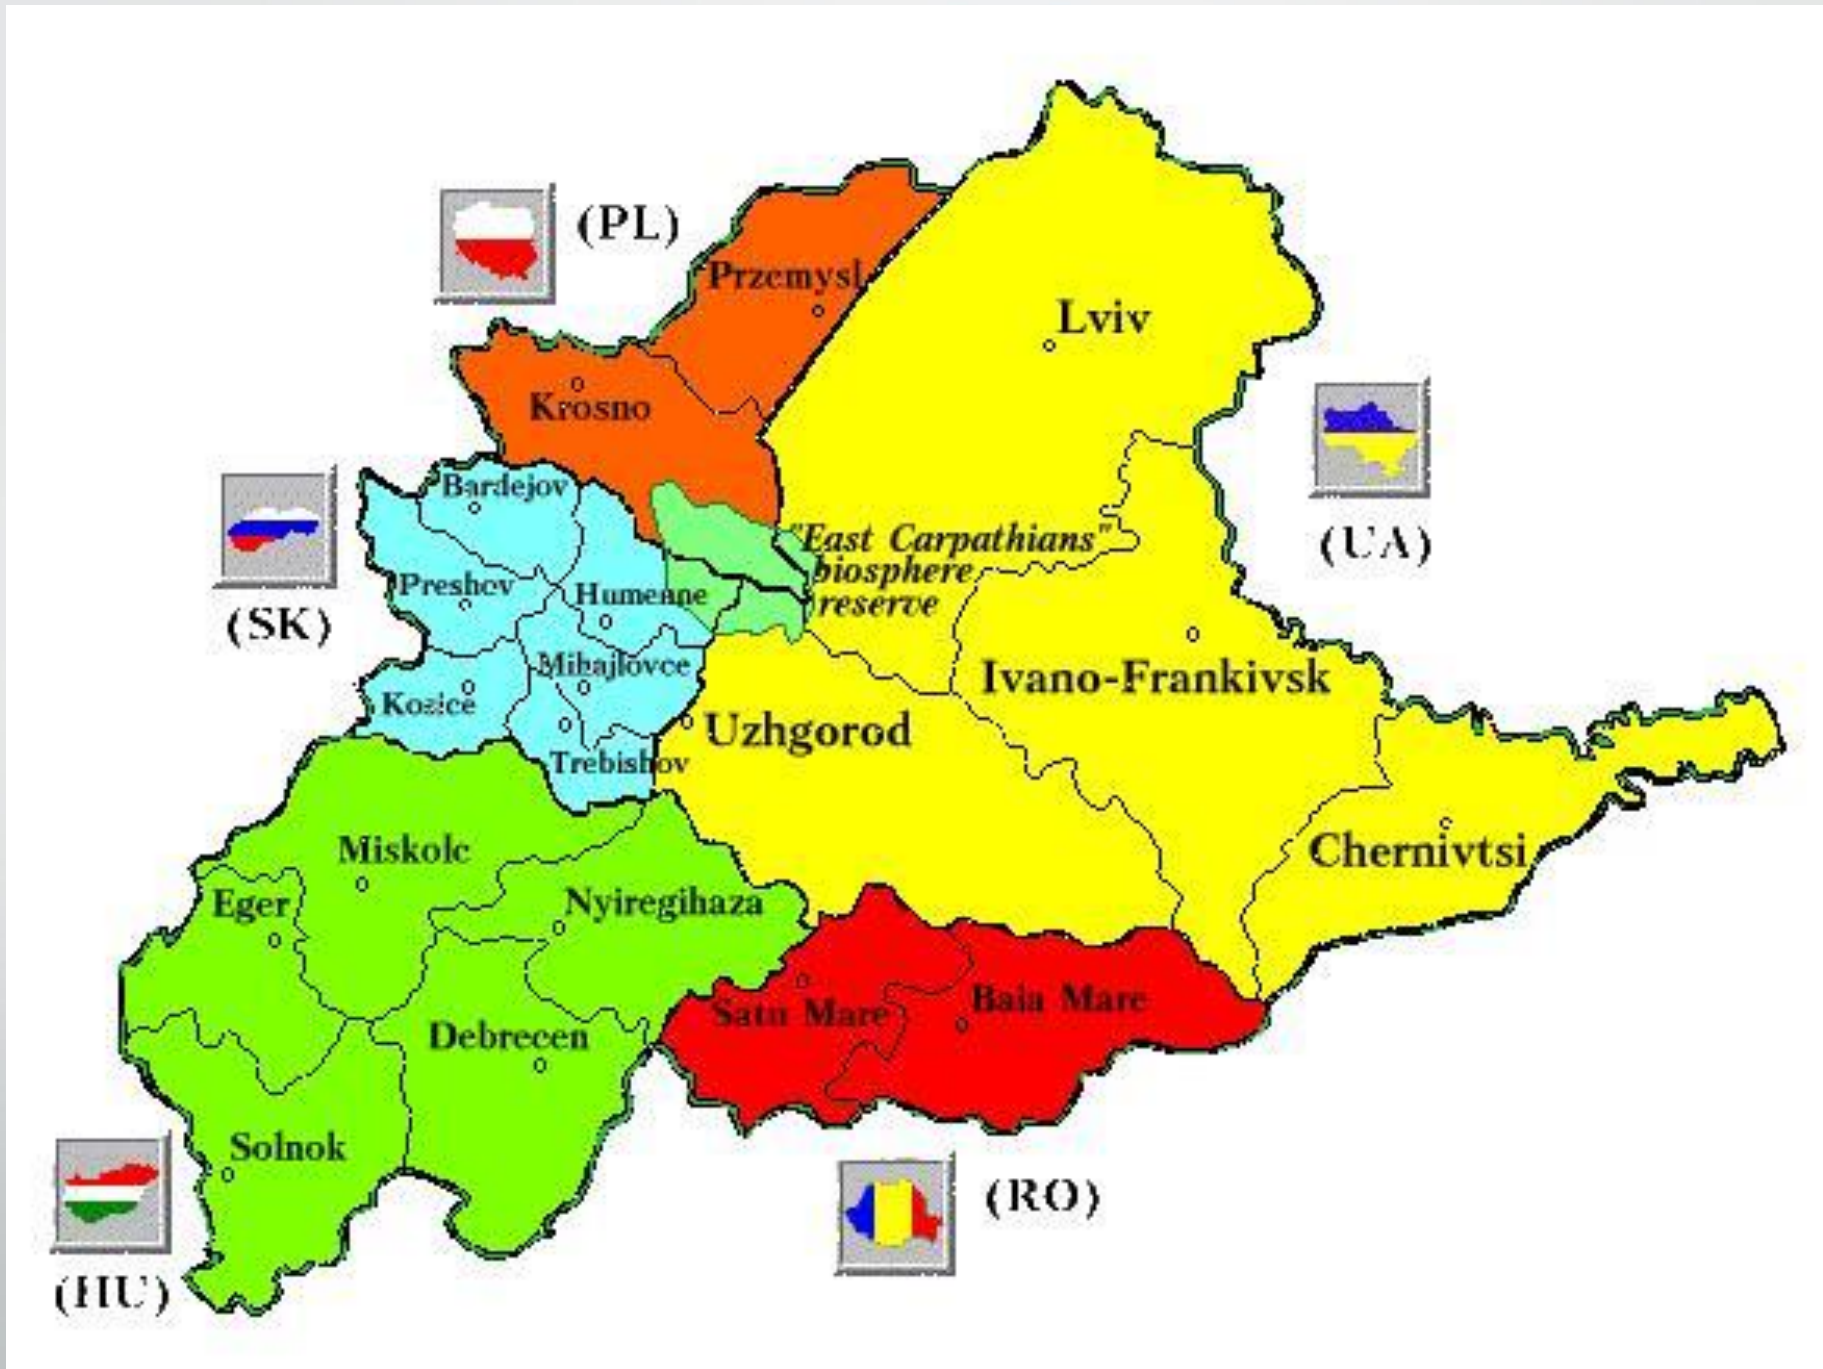 (PL)
Przemysl
Lviv
Krosno
(UA)
Bardejov
"East Carpathians"
biosphere
reserve
(SK)
Preshov
Humenne
Mihajlovce
Ivano-Frankivsk
Kozice
Uzhgorod
Trebishov
Miskolc
Chernivtsi
Eger
Nyiregihaza
Satu Mare
Baia Mare
Debrecen
Solnok
(RO)
(HU)